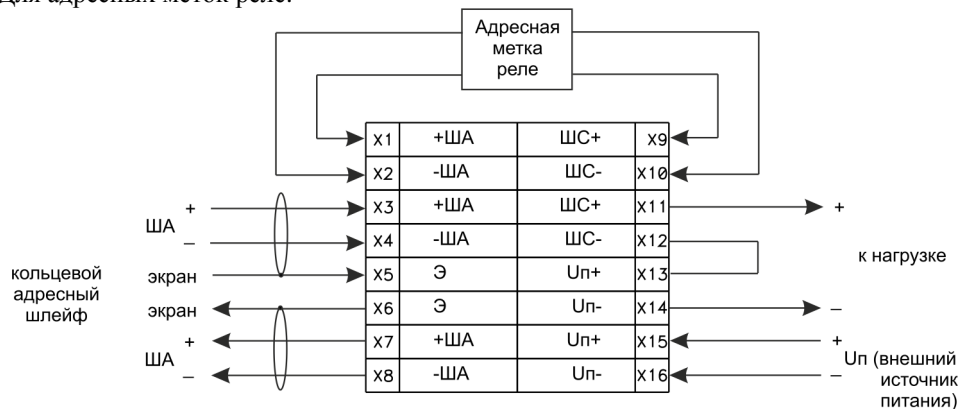 Для адресных меток реле:
Адресная
метка
реле
X1 +ША ШС+ X9
X2 -ША ШС- X10
X3 +ША ШС+ X11
X4 -ША ШС- X12
X5 Э Uп+ X13
X6 Э Uп- X14
X7 +ША Uп+ X15
X8 -ША Uп- X16
+
ША
–
экран
кольцевой
адресный
шлейф
экран
+
ША
–
+
к нагрузке
–
+
Uп (внешний
– источник
питания)